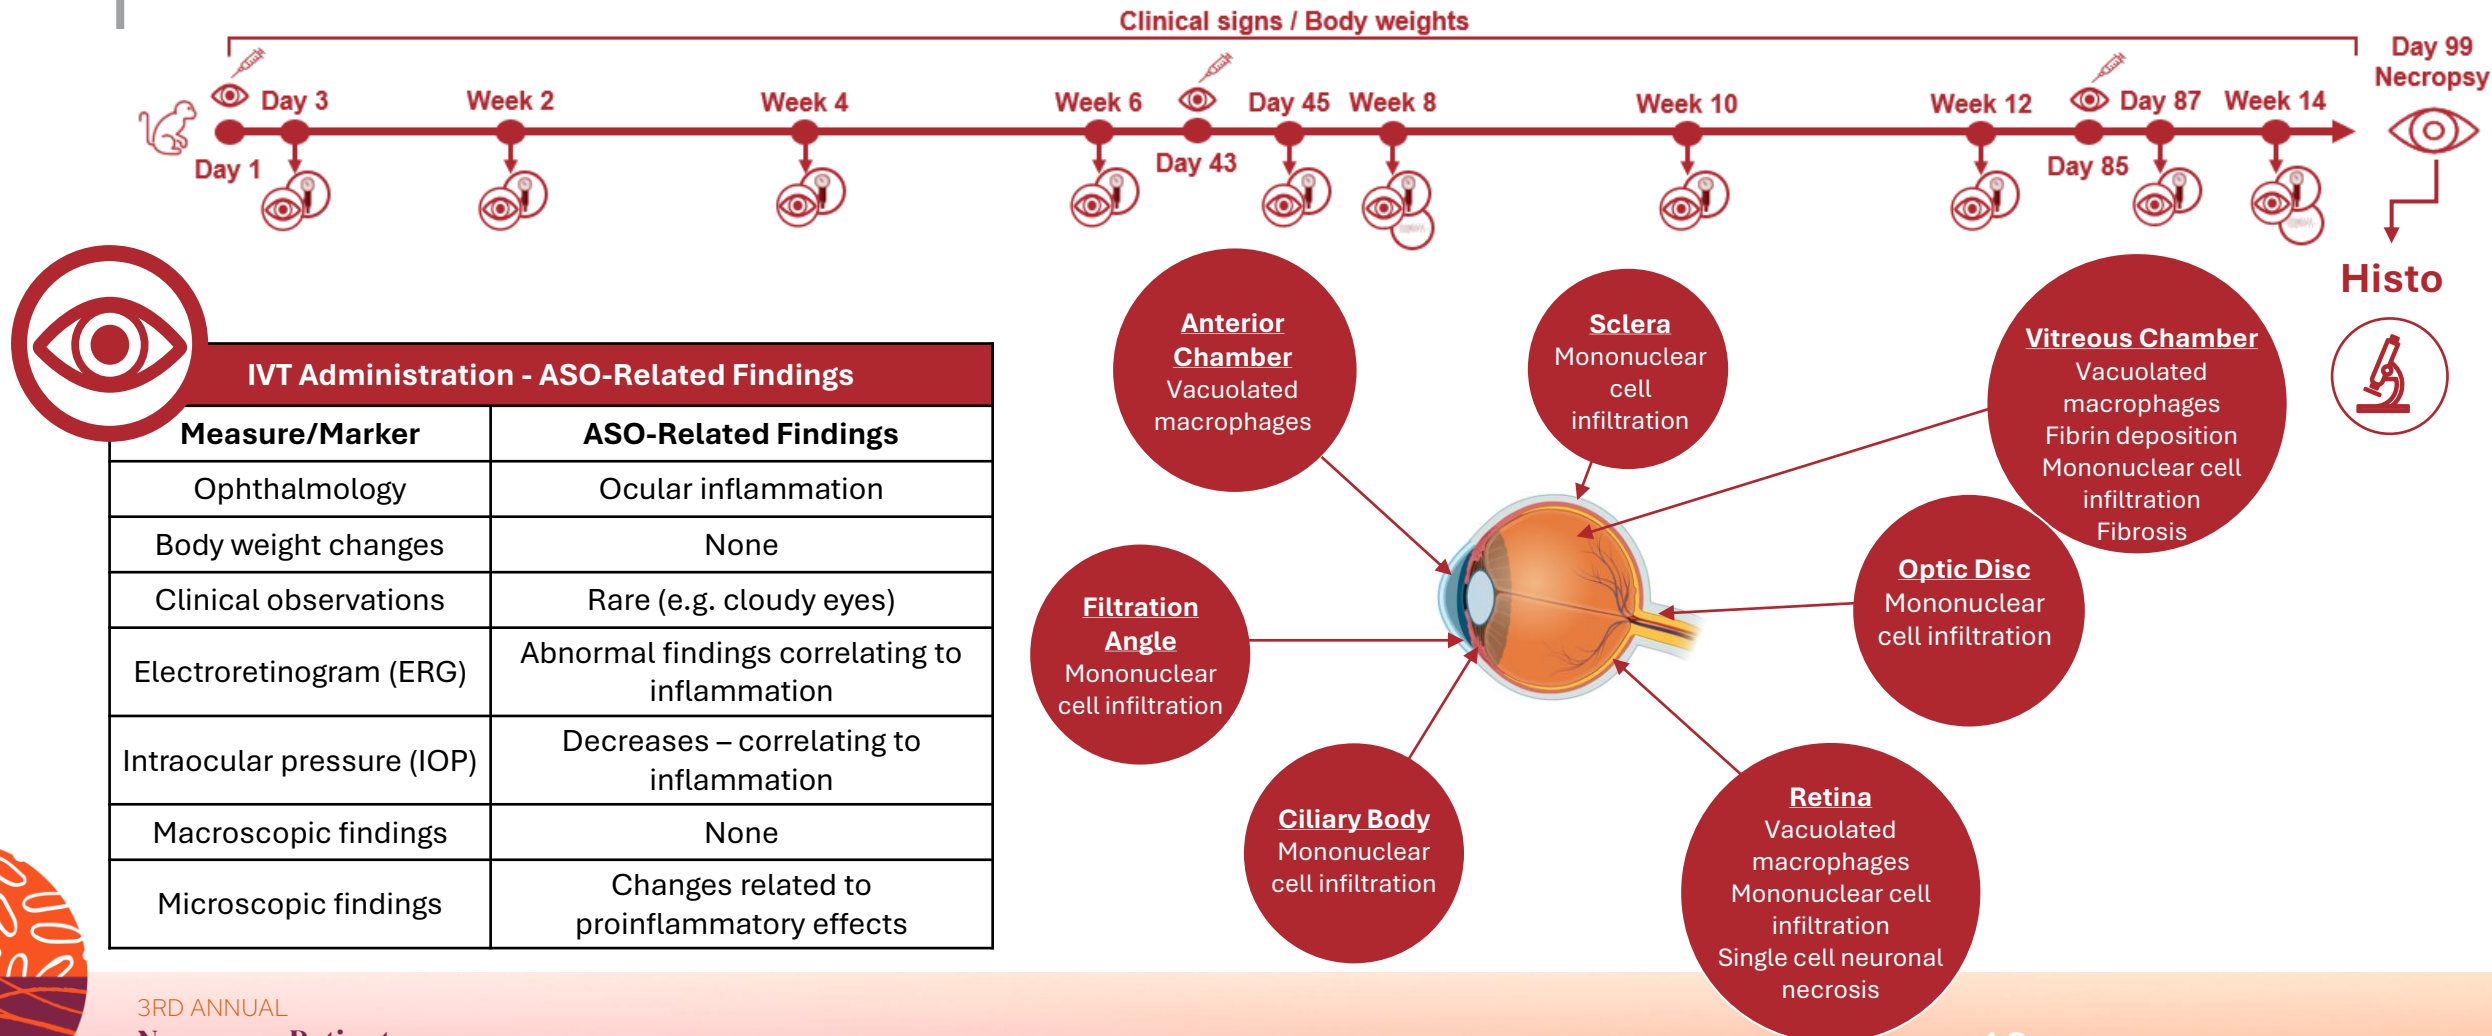 Clinical signs / Body weights
Day 99
Necropsy
Day 3
Week 2
Week 4
Week 6
Day 45
Week 8
Week 10
Week 12
Day 87
Week 14
Day 1
Day 43
Day 85
Histo
IVT Administration - ASO-Related Findings
Measure/Marker
ASO-Related Findings
Ophthalmology
Ocular inflammation
Body weight changes
None
Clinical observations
Rare (e.g. cloudy eyes)
Electroretinogram (ERG)
Abnormal findings correlating to
inflammation
Intraocular pressure (IOP)
Decreases – correlating to
inflammation
Macroscopic findings
None
Microscopic findings
Changes related to
proinflammatory effects
Anterior
Chamber
Vacuolated
macrophages
Sclera
Mononuclear
cell
infiltration
Vitreous Chamber
Vacuolated
macrophages
Fibrin deposition
Mononuclear cell
infiltration
Fibrosis
Optic Disc
Mononuclear
cell infiltration
Filtration
Angle
Mononuclear
cell infiltration
Ciliary Body
Mononuclear
cell infiltration
Retina
Vacuolated
macrophages
Mononuclear cell
infiltration
Single cell neuronal
necrosis
3RD ANNUAL